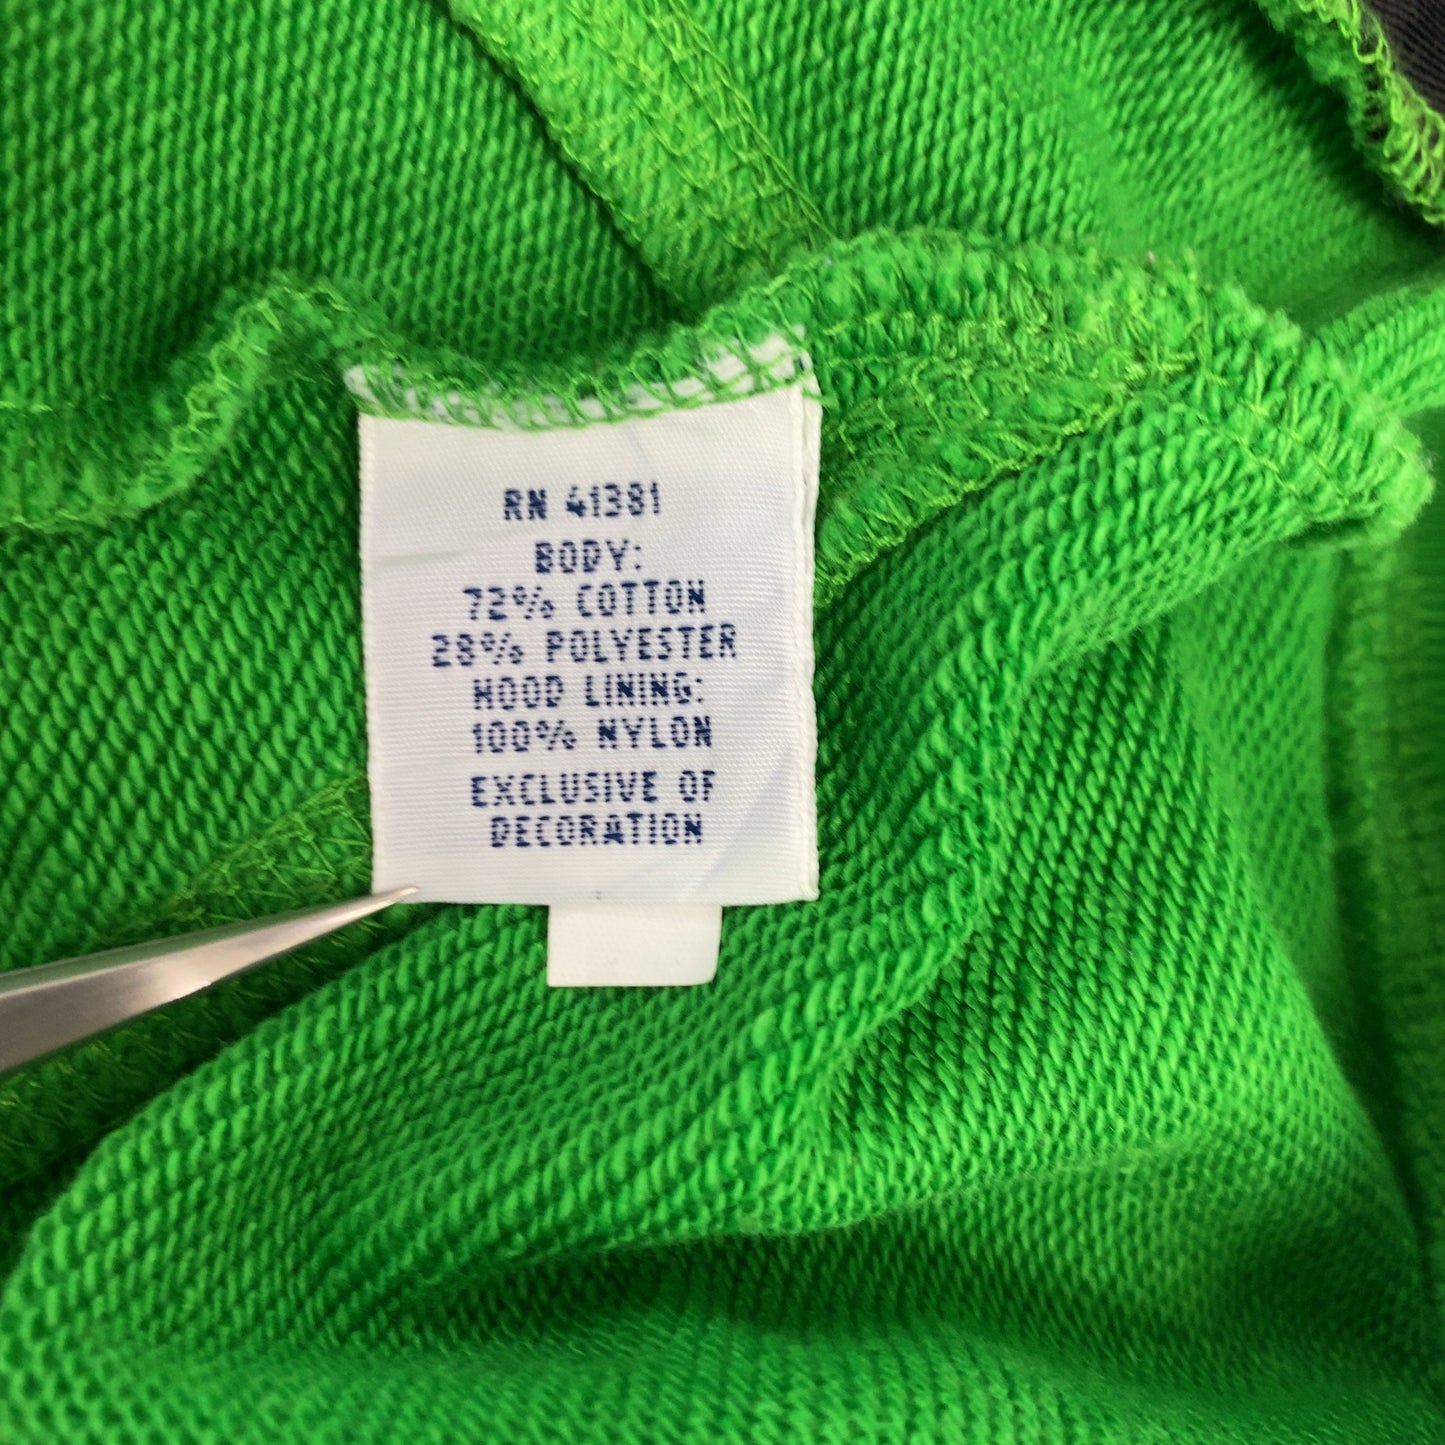 RN 41381
BODY:
72% COTTON
28% POLYESTER
HOOD LINING:
100% NYLON
EXCLUSIVE OF
DECORATION